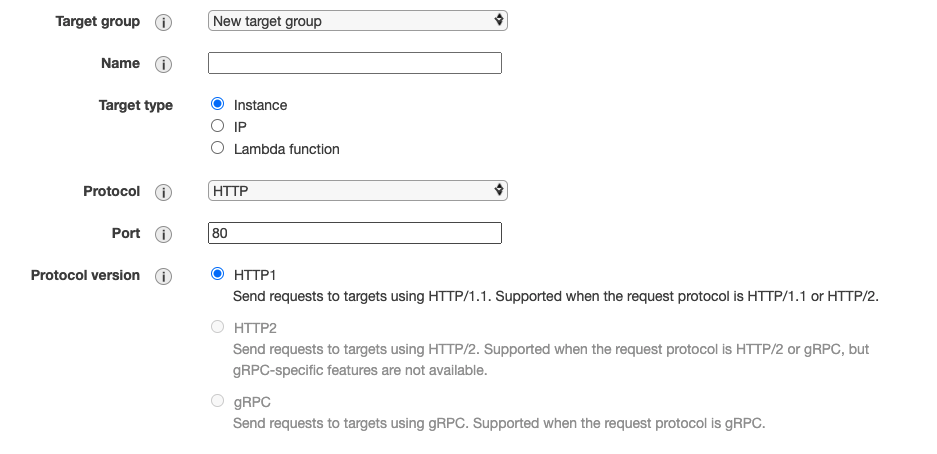 Target group i New target group
Name i
Target type Instance
IP
Lambda function
Protocol i HTTP
Port i 80
Protocol version i HTTP1
Send requests to targets using HTTP/1.1. Supported when the request protocol is HTTP/1.1 or HTTP/2.
HTTP2
Send requests to targets using HTTP/2. Supported when the request protocol is HTTP/2 or gRPC, but
gRPC-specific features are not available.
gRPC
Send requests to targets using gRPC. Supported when the request protocol is gRPC.